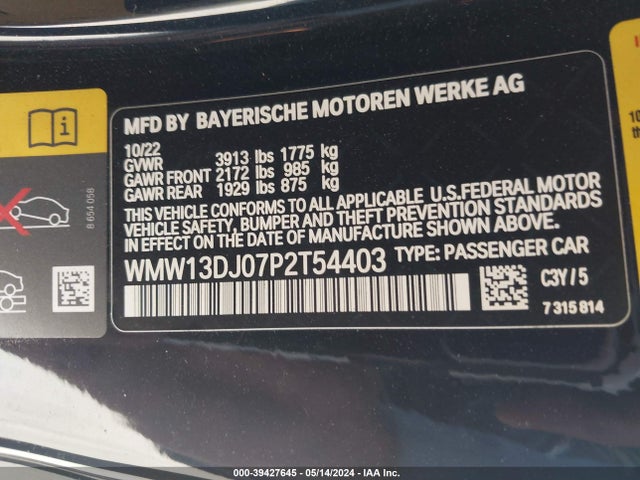 MFD BY BAYERISCHE MOTOREN WERKE AG
10/22
GVWR 3913 lbs 1775 kg
GAWR FRONT 2172 lbs 985 kg
GAWR REAR 1929 lbs 875 kg
THIS VEHICLE CONFORMS TO ALL APPLICABLE U.S.FEDERAL MOTOR
VEHICLE SAFETY, BUMPER AND THEFT PREVENTION STANDARDS
IN EFFECT ON THE DATE OF MANUFACTURE SHOWN ABOVE.
WMW13DJ07P2T54403 TYPE: PASSENGER CAR
C3Y / 5
7 315 814
8 654 058
10
th
000-39427645 - 05/14/2024 - IAA Inc.